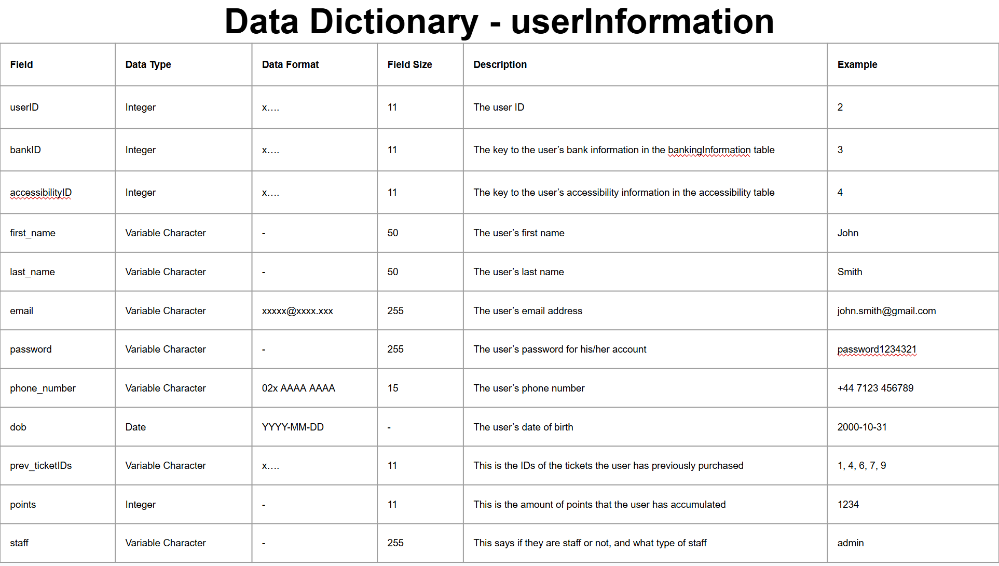 Data Dictionary - userInformation
Field Data Type Data Format Field Size Description Example
userID Integer x…. 11 The user ID 2
bankID Integer x…. 11 The key to the user’s bank information in the bankingInformation table 3
accessibilityID Integer x…. 11 The key to the user’s accessibility information in the accessibility table 4
first_name Variable Character - 50 The user’s first name John
last_name Variable Character - 50 The user’s last name Smith
email Variable Character xxxxx@xxxx.xxx 255 The user’s email address john.smith@gmail.com
password Variable Character - 255 The user’s password for his/her account password1234321
phone_number Variable Character 02x AAAA AAAA 15 The user’s phone number +44 7123 456789
dob Date YYYY-MM-DD - The user’s date of birth 2000-10-31
prev_ticketIDs Variable Character x…. 11 This is the IDs of the tickets the user has previously purchased 1, 4, 6, 7, 9
points Integer - 11 This is the amount of points that the user has accumulated 1234
staff Variable Character - 255 This says if they are staff or not, and what type of staff admin